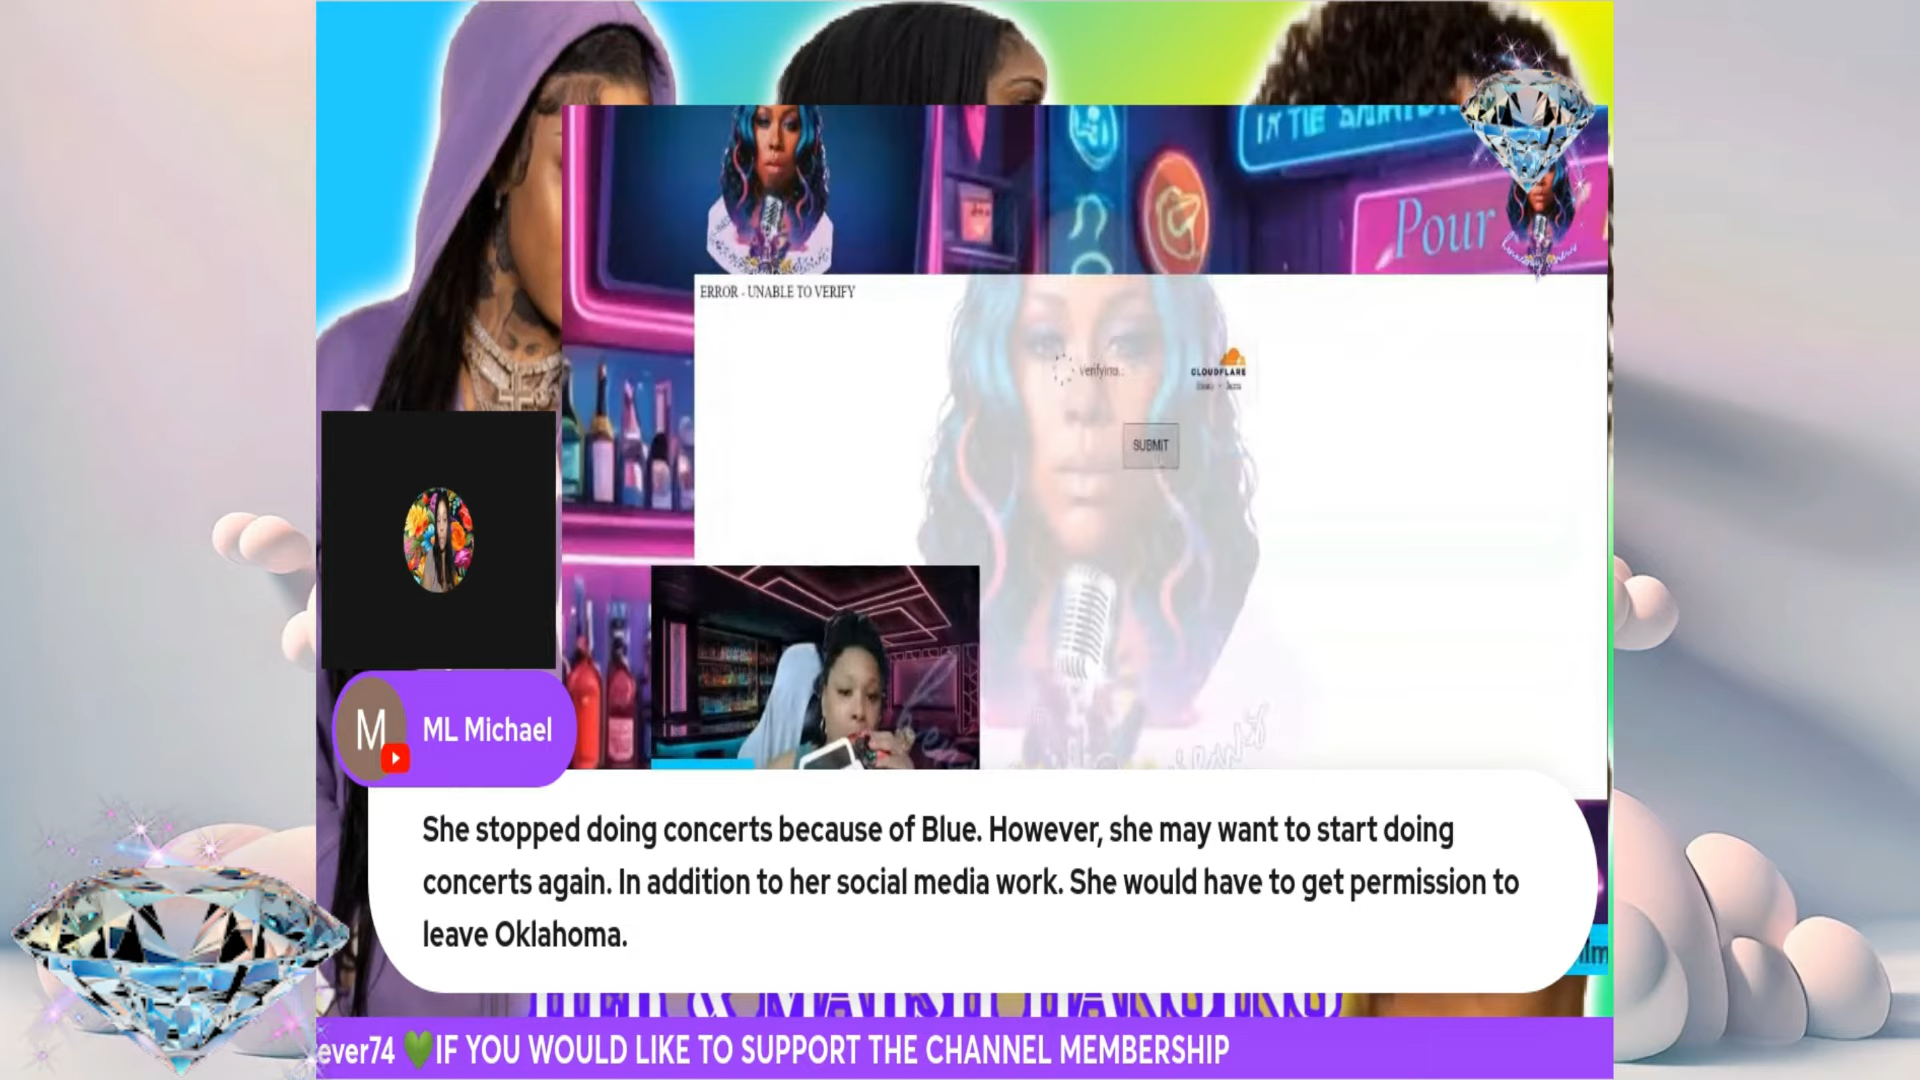 Pour
ERROR - UNABLE TO VERIFY
CLOUDFLARE
SUBMIT
M
ML Michael
She stopped doing concerts because of Blue. However, she may want to start doing
concerts again. In addition to her social media work. She would have to get permission to
leave Oklahoma.
ever74 💚IF YOU WOULD LIKE TO SUPPORT THE CHANNEL MEMBERSHIP